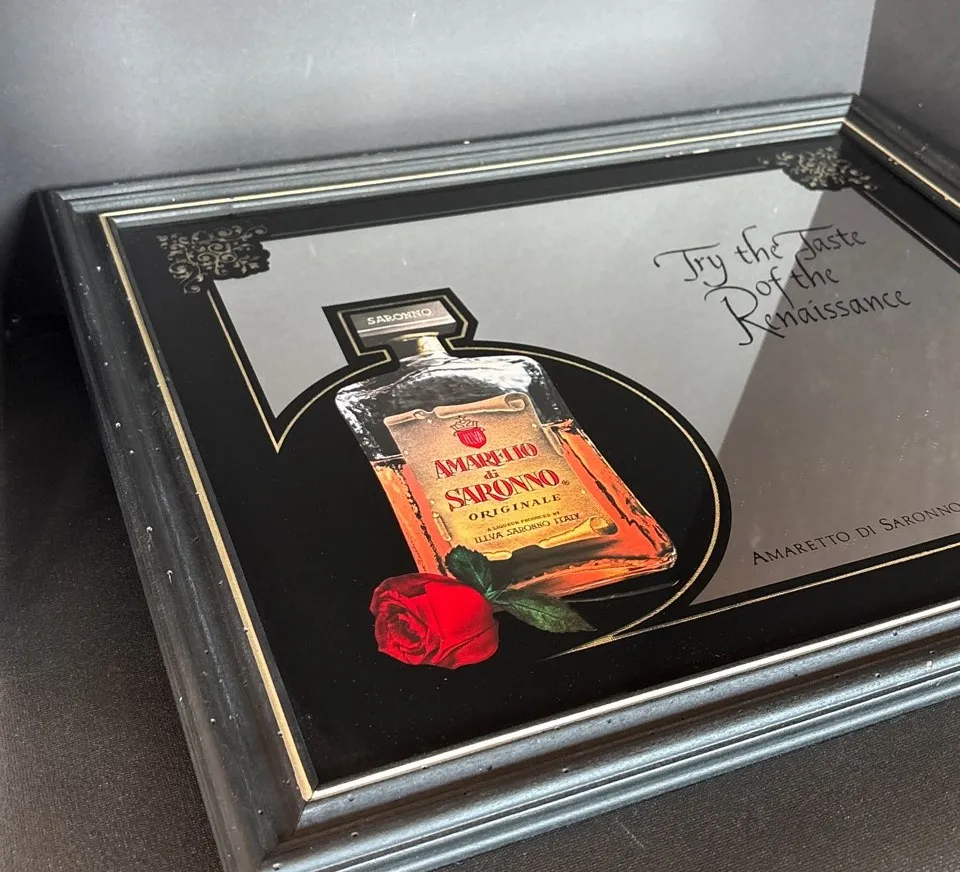 Try the Taste
of the
Renaissance
SARONNO
ILLVA
AMARETTO
di
SARONNO®
ORIGINALE
A LIQUEUR PRODUCED BY
ILLVA SARONNO ITALY
AMARETTO DI SARONNO